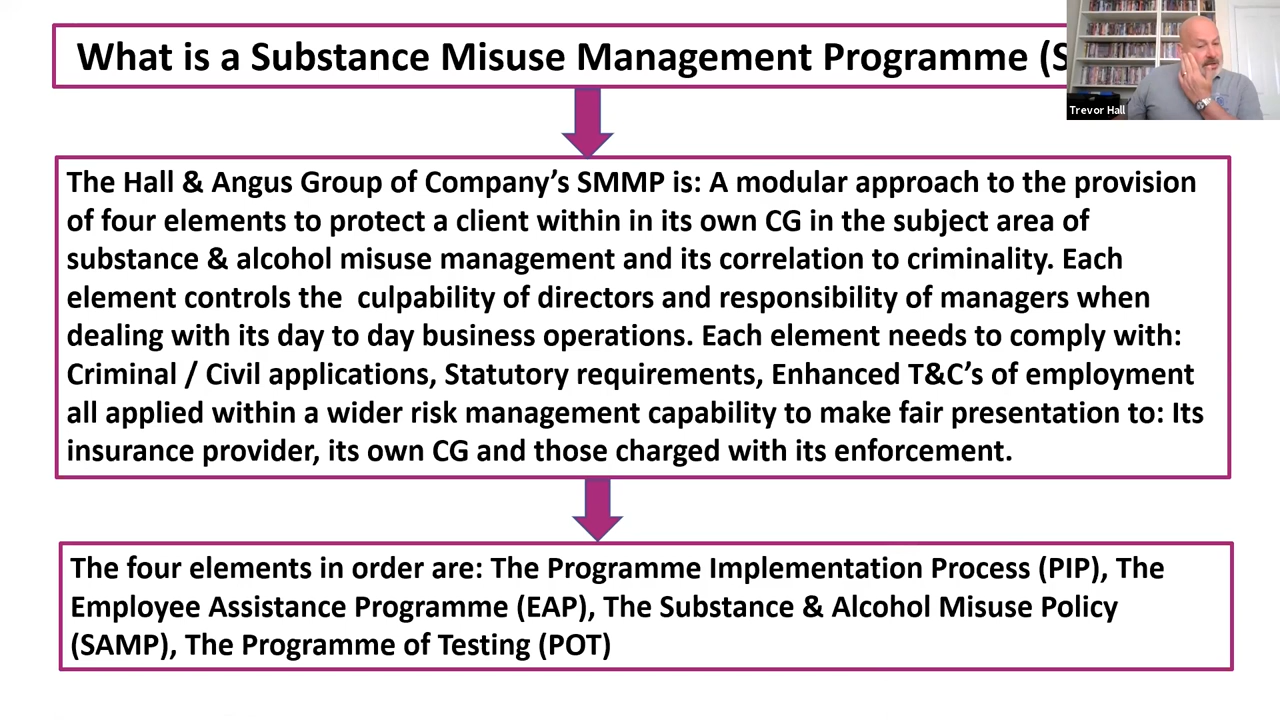 What is a Substance Misuse Management Programme (S
Trevor Hall
The Hall & Angus Group of Company’s SMMP is: A modular approach to the provision
of four elements to protect a client within in its own CG in the subject area of
substance & alcohol misuse management and its correlation to criminality. Each
element controls the  culpability of directors and responsibility of managers when
dealing with its day to day business operations. Each element needs to comply with:
Criminal / Civil applications, Statutory requirements, Enhanced T&C’s of employment
all applied within a wider risk management capability to make fair presentation to: Its
insurance provider, its own CG and those charged with its enforcement.
The four elements in order are: The Programme Implementation Process (PIP), The
Employee Assistance Programme (EAP), The Substance & Alcohol Misuse Policy
(SAMP), The Programme of Testing (POT)